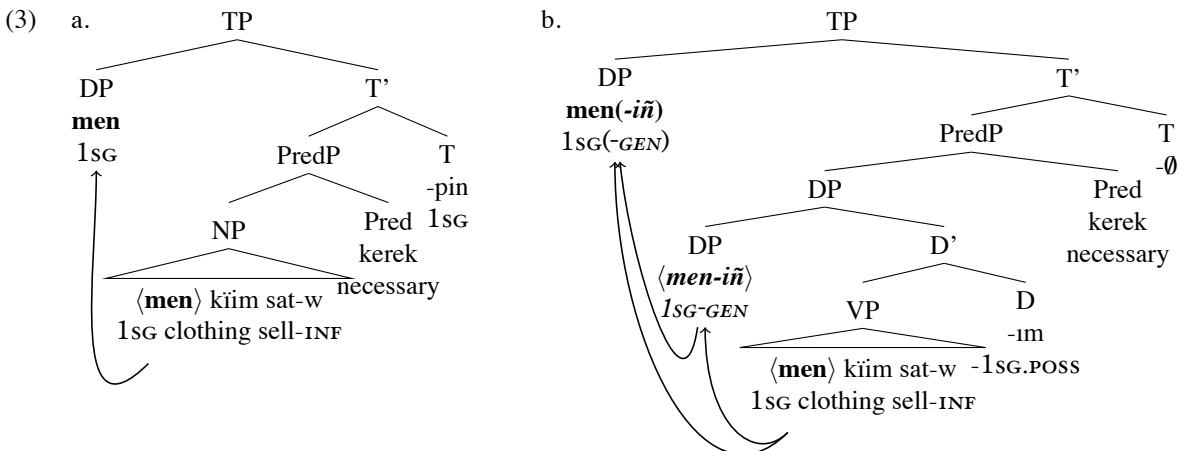 (3) a. TP b. TP
DP T' DP T'
men men(-iñ)
1SG 1SG(-GEN)
PredP T PredP T
-pin -∅
1SG
NP Pred DP Pred
kerek kerek
necessary necessary
⟨men⟩ kïim sat-w DP D'
1SG clothing sell-INF ⟨men-iñ⟩
1SG-GEN
VP D
-ım
-1SG.POSS
⟨men⟩ kïim sat-w
1SG clothing sell-INF